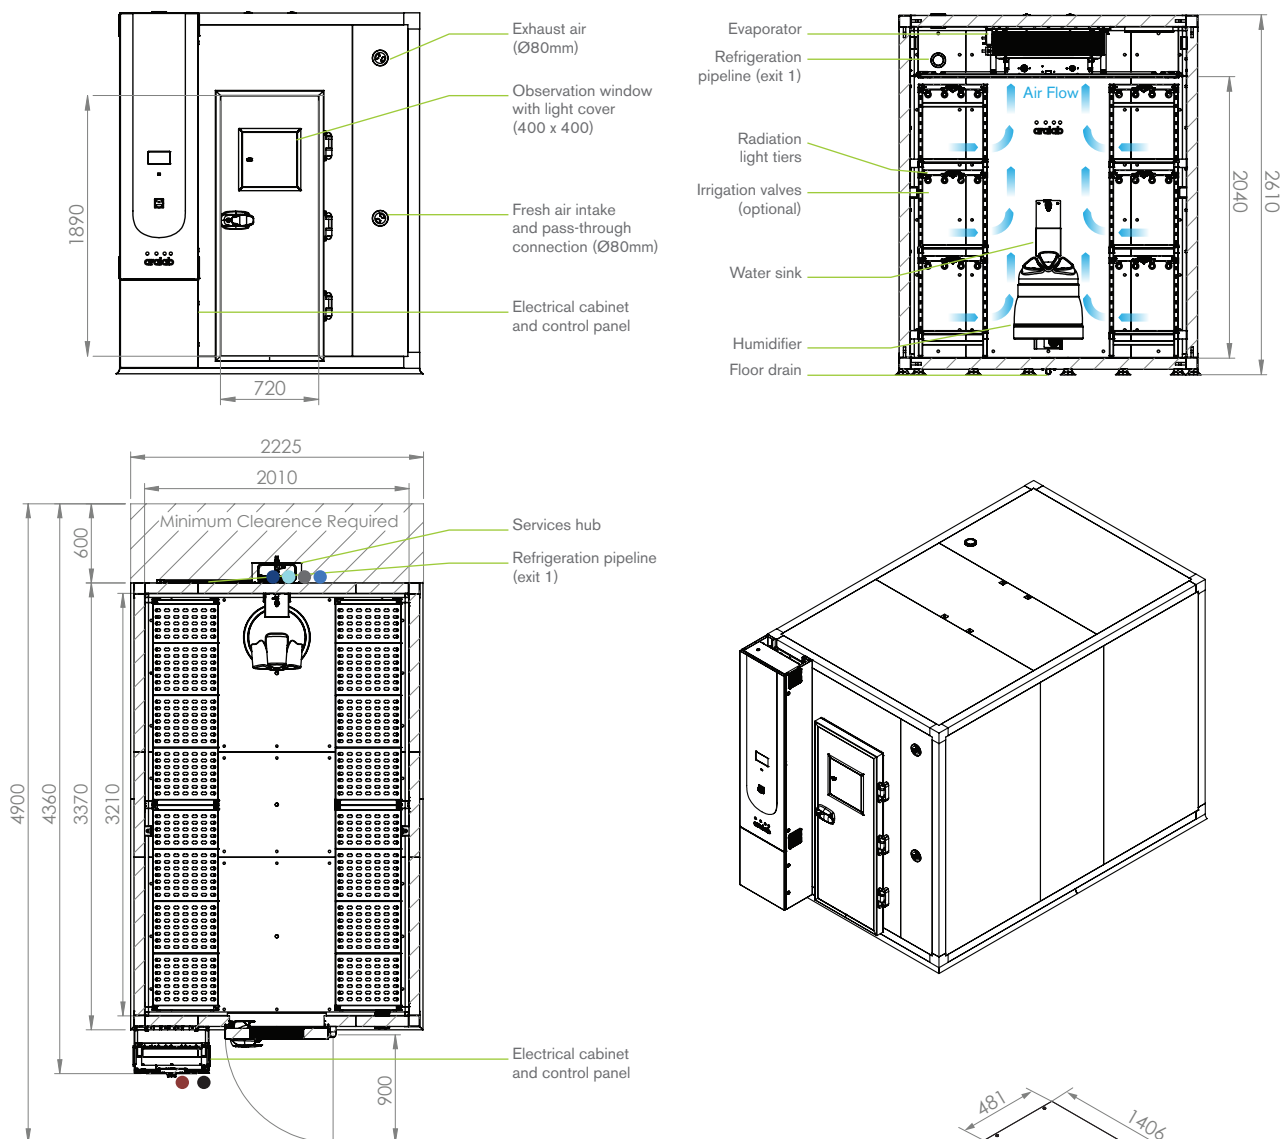 Exhaust air
(Ø80mm)
Observation window
with light cover
(400 x 400)
Fresh air intake
and pass-through
connection (Ø80mm)
Electrical cabinet
and control panel
1890
720
aralab
Evaporator
Refrigeration
pipeline (exit 1)
Radiation
light tiers
Irrigation valves
(optional)
Water sink
Humidifier
Floor drain
Air Flow
aralab
2040
2610
2225
2010
Minimum Clearence Required
600
4900
4360
3370
3210
900
Services hub
Refrigeration pipeline
(exit 1)
Electrical cabinet
and control panel
aralab
481
1406